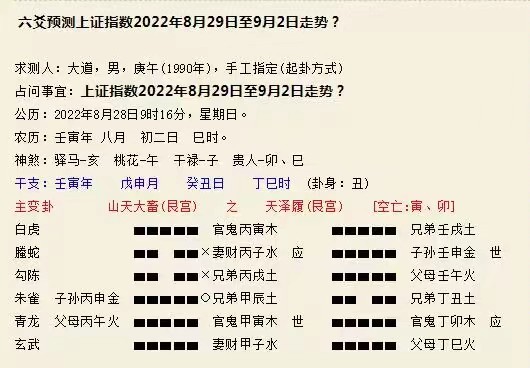 六爻预测上证指数2022年8月29日至9月2日走势？
求测人：大道，男，庚午(1990年)，手工指定(起卦方式)
占问事宜：上证指数2022年8月29日至9月2日走势？
公历：2022年8月28日9时16分，星期日。
农历：壬寅年 八月 初二日 巳时。
神煞：驿马-亥 桃花-午 干禄-子 贵人-卯、巳
干支：壬寅年 戊申月 癸丑日 丁巳时 (卦身：丑)
主变卦 山天大畜(艮宫) 之 天泽履(艮宫) [空亡:寅、卯]
白虎 官鬼丙寅木 兄弟壬戌土
螣蛇 ×妻财丙子水 应 子孙壬申金 世
勾陈 ×兄弟丙戌土 父母壬午火
朱雀 子孙丙申金 ○兄弟甲辰土 兄弟丁丑土
青龙 父母丙午火 官鬼甲寅木 世 官鬼丁卯木 应
玄武 妻财甲子水 父母丁巳火